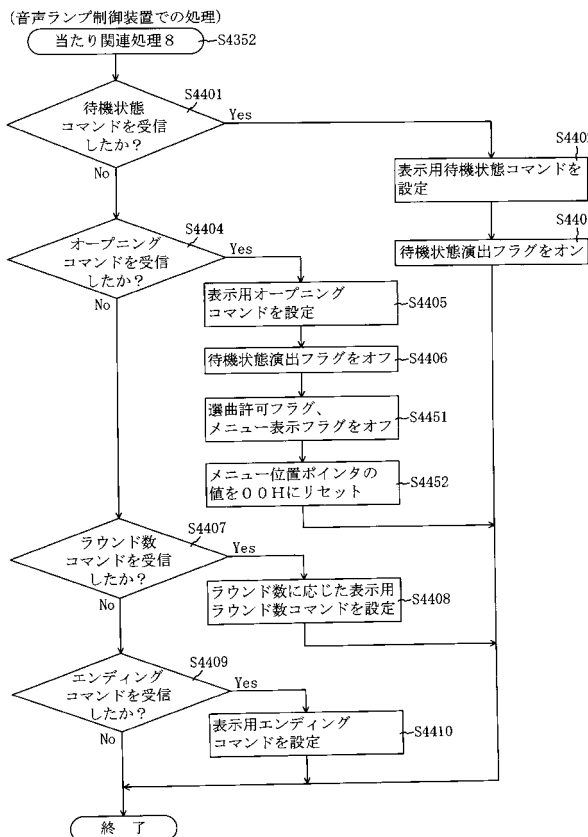 (音声ランプ制御装置での処理)
当たり関連処理8
S4352
S4401
待機状態
コマンドを受信
したか?
Yes
No
S440
表示用待機状態コマンドを
設定
S440
待機状態演出フラグをオン
S4404
オープニング
コマンドを受信
したか?
Yes
No
表示用オープニング
コマンドを設定
S4405
待機状態演出フラグをオフ
S4406
選曲許可フラグ、
メニュー表示フラグをオフ
S4451
メニュー位置ポインタの
値を00Hにリセット
S4452
S4407
ラウンド数
コマンドを受信
したか?
Yes
No
ラウンド数に応じた表示用
ラウンド数コマンドを設定
S4408
S4409
エンディング
コマンドを受信
したか?
Yes
No
表示用エンディング
コマンドを設定
S4410
終 了